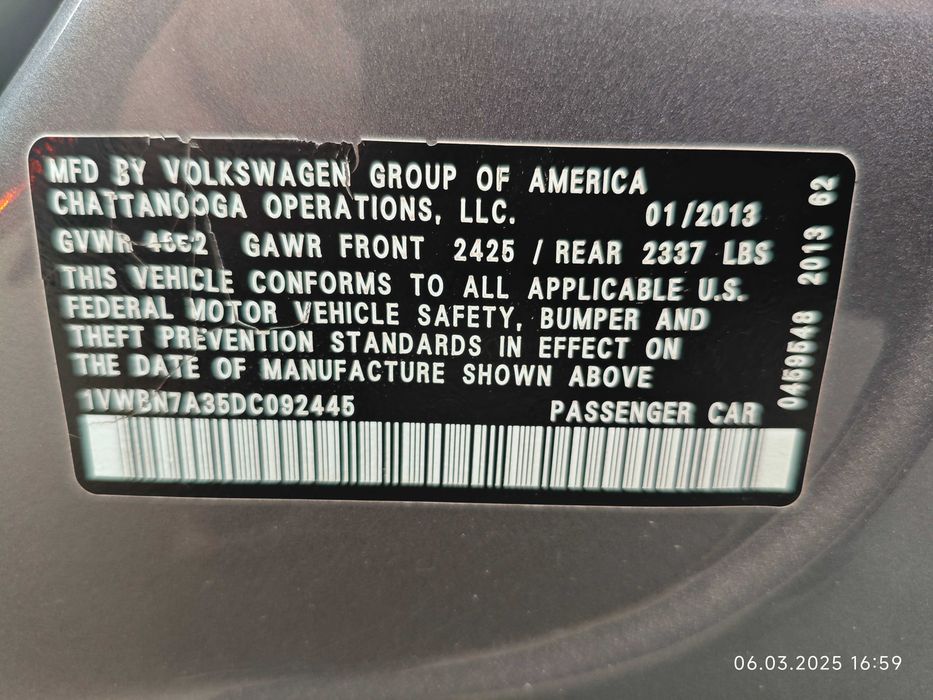 MFD BY VOLKSWAGEN GROUP OF AMERICA
CHATTANOOGA OPERATIONS, LLC. 01/2013
GVWR GAWR FRONT 2425 / REAR 2337 LBS
THIS VEHICLE CONFORMS TO ALL APPLICABLE U.S.
FEDERAL MOTOR VEHICLE SAFETY, BUMPER AND
THEFT PREVENTION STANDARDS IN EFFECT ON
THE DATE OF MANUFACTURE SHOWN ABOVE
1VWBN7A35DC092445 PASSENGER CAR
0459548 2013 62
06.03.2025 16:59